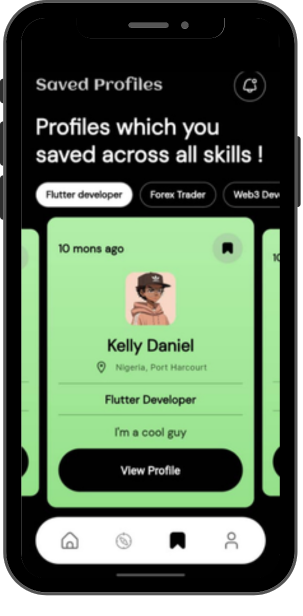 Saved Profiles
Profiles which you
saved across all skills !
Flutter developer
Forex Trader
Web3 Dev
10 mons ago
10
Kelly Daniel
Nigeria, Port Harcourt
Flutter Developer
I'm a cool guy
View Profile